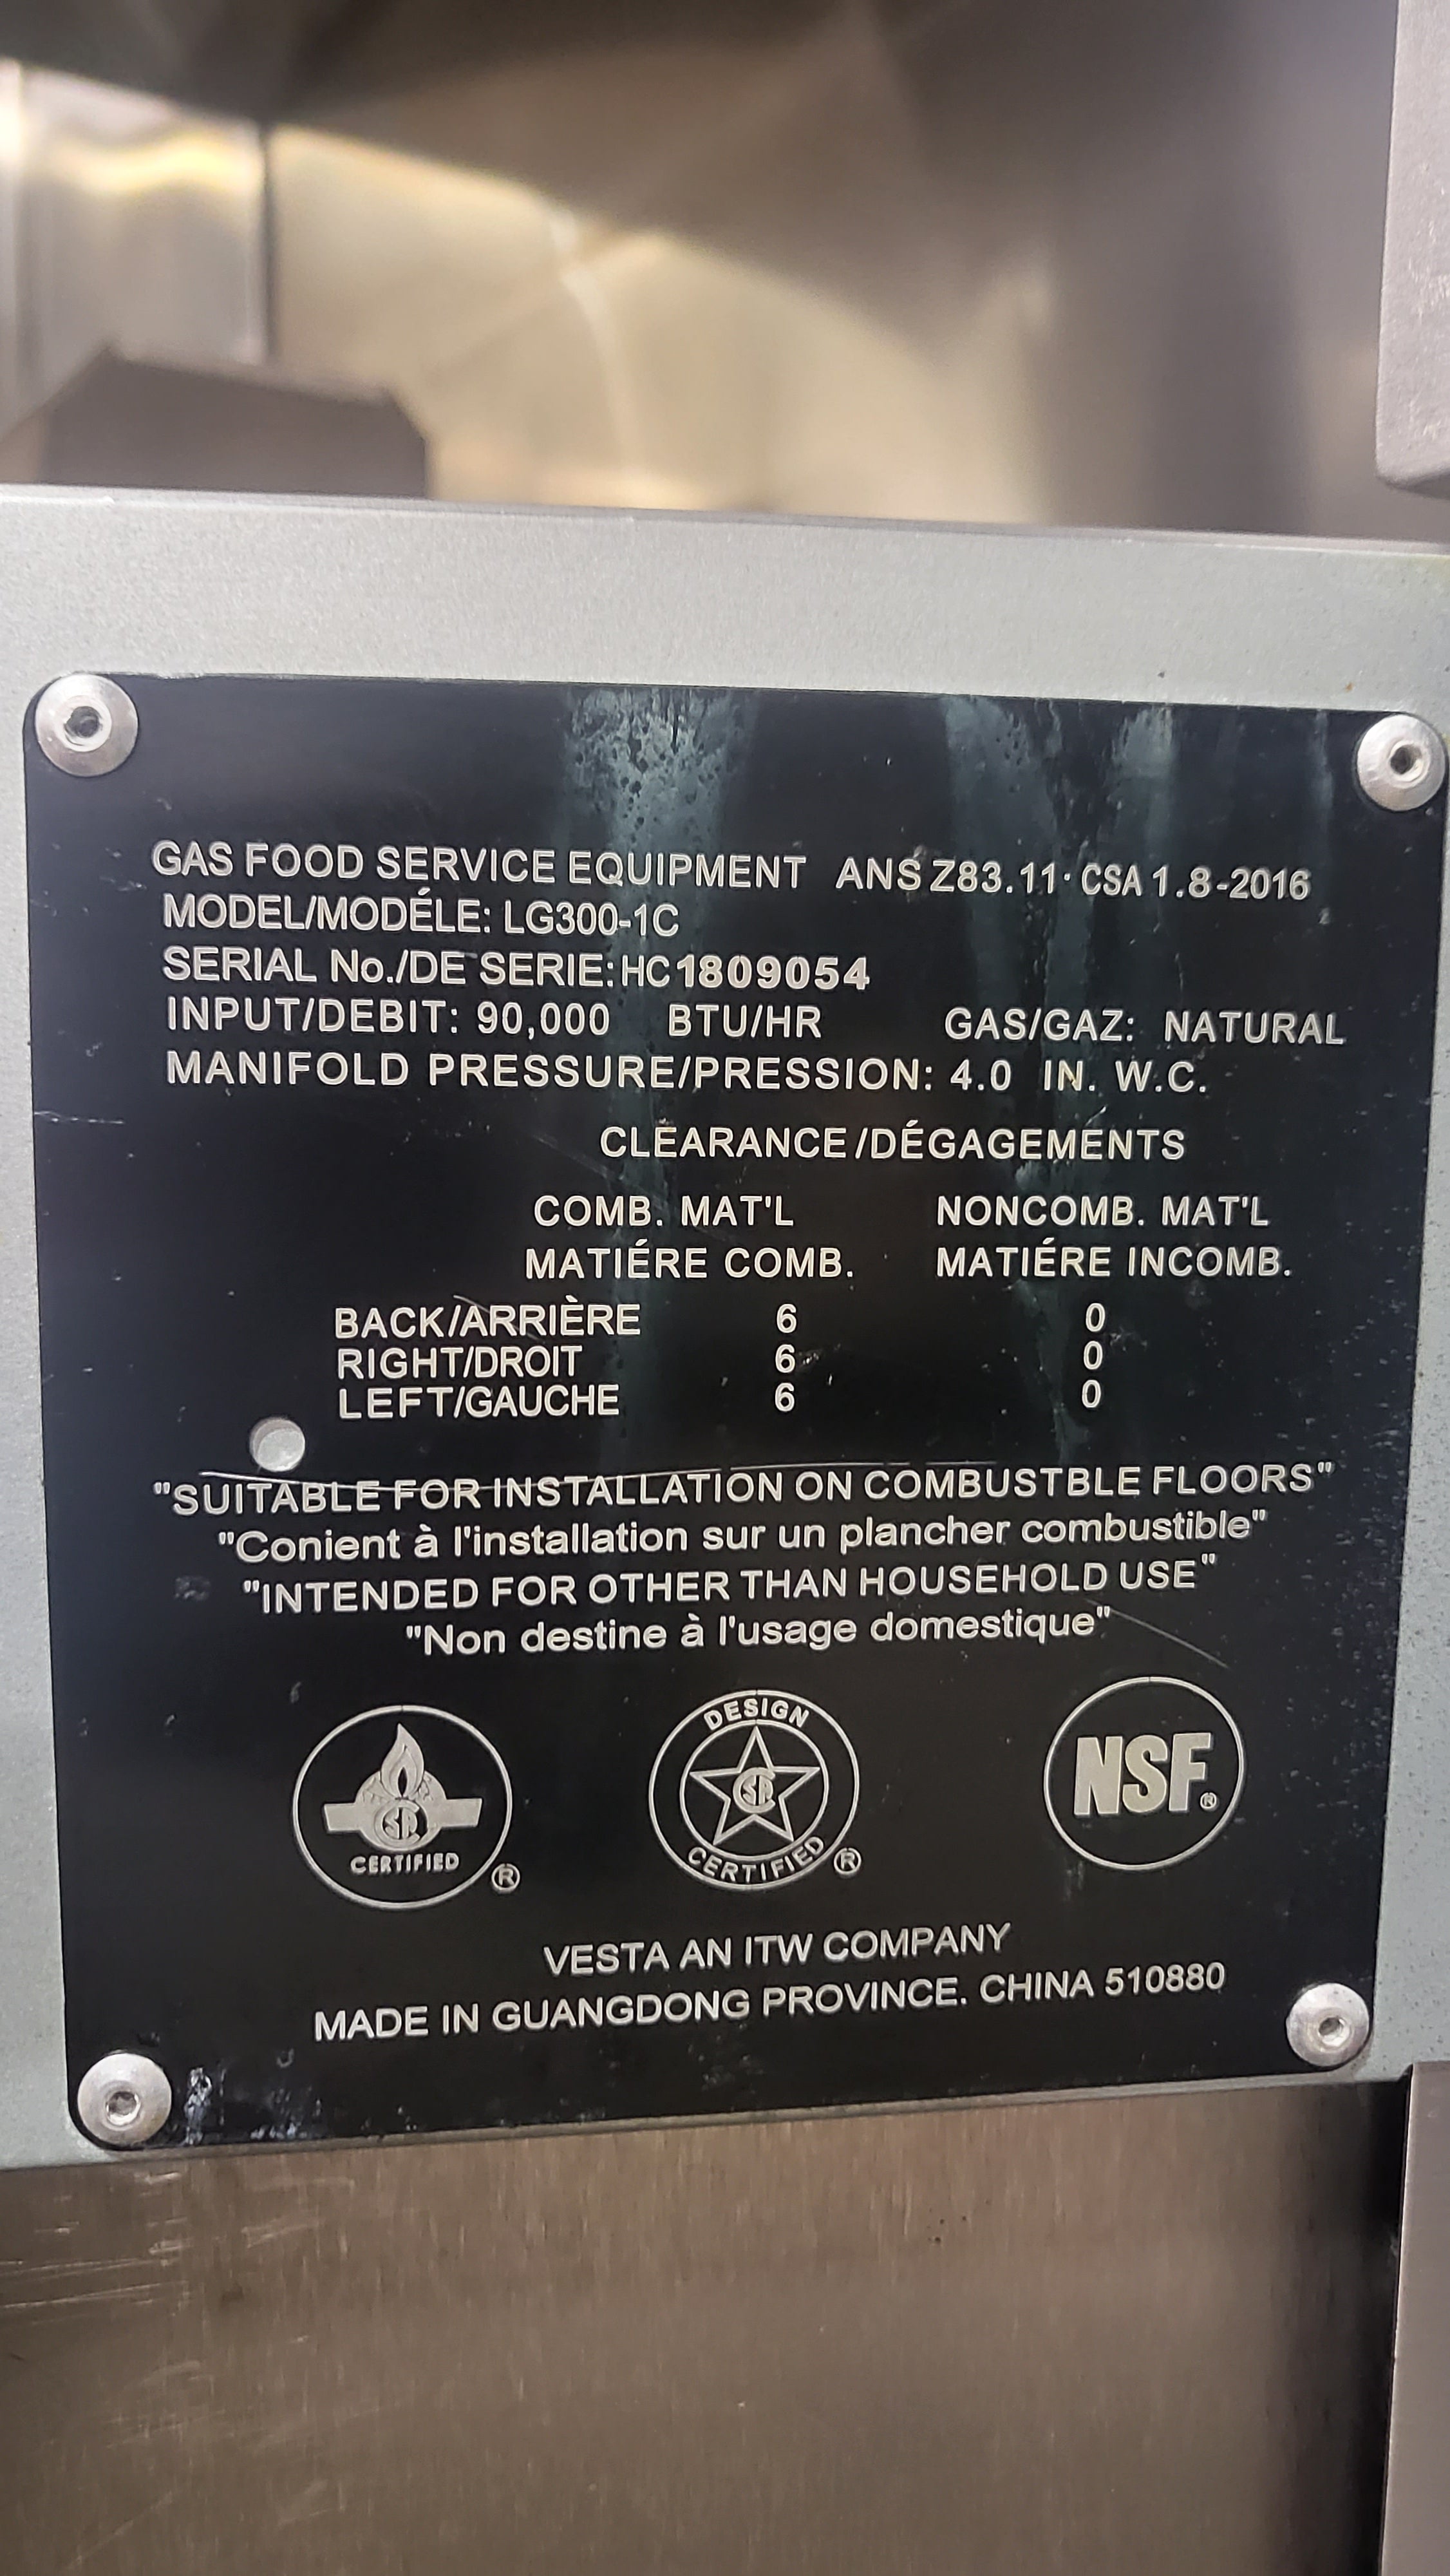 GAS FOOD SERVICE EQUIPMENT ANS Z83.11· CSA 1.8-2016
MODEL/MODÉLE: LG300-1C
SERIAL No./DE SERIE: HC1809054
INPUT/DEBIT: 90,000 BTU/HR GAS/GAZ: NATURAL
MANIFOLD PRESSURE/PRESSION: 4.0 IN. W.C.
CLEARANCE/DÉGAGEMENTS
COMB. MAT'L NONCOMB. MAT'L
MATIÉRE COMB. MATIÉRE INCOMB.
BACK/ARRIÈRE 6 0
RIGHT/DROIT 6 0
LEFT/GAUCHE 6 0
"SUITABLE FOR INSTALLATION ON COMBUSTBLE FLOORS"
"Conient à l'installation sur un plancher combustible"
"INTENDED FOR OTHER THAN HOUSEHOLD USE"
"Non destine à l'usage domestique"
CSA CERTIFIED ®
DESIGN CSA CERTIFIED ®
NSF®
VESTA AN ITW COMPANY
MADE IN GUANGDONG PROVINCE. CHINA 510880